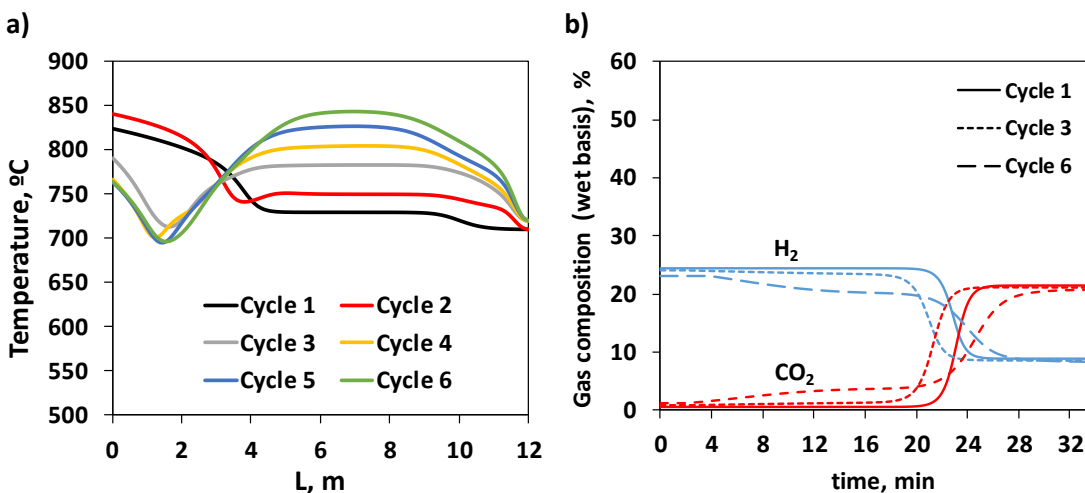 a)
900
850
800
750
700
650
600
550
500
Temperature, ºC
Cycle 1 Cycle 2
Cycle 3 Cycle 4
Cycle 5 Cycle 6
0 2 4 6 8 10 12
L, m
b)
60
50
40
30
20
10
0
Gas composition (wet basis), %
Cycle 1
Cycle 3
Cycle 6
H₂
CO₂
0 4 8 12 16 20 24 28 32
time, min